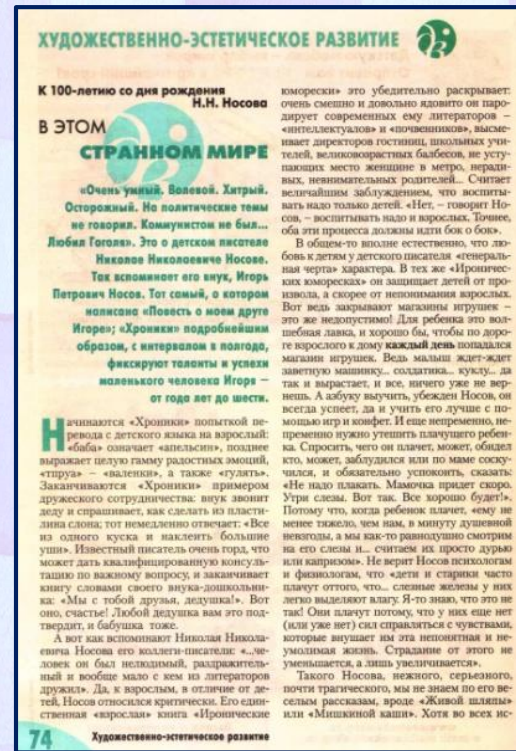 ХУДОЖЕСТВЕННО-ЭСТЕТИЧЕСКОЕ РАЗВИТИЕ
К 100-летию со дня рождения
Н.Н. Носова
В ЭТОМ
СТРАННОМ МИРЕ
«Очень умный. Волевой. Хитрый.
Осторожный. На политические темы
не говорил. Коммунистом не был...
Любил Гоголя». Это о детском писателе
Николае Николаевиче Носове.
Так вспоминает его внук, Игорь
Петрович Носов. Тот самый, о котором
написана «Повесть о моем друге
Игоре»; «Хроники» подробнейшим
образом, с интервалом в полгода,
фиксируют таланты и успехи
маленького человека Игоря –
от года лет до шести.
Начинаются «Хроники» попыткой пе-
ревода с детского языка на взрослый:
«баба» означает «апельсин», позднее
выражает целую гамму радостных эмоций,
«тпруа» – «валенки», а также «гулять».
Заканчиваются «Хроники» примером
дружеского сотрудничества: внук звонит
деду и спрашивает, как сделать из пласти-
лина слона; тот немедленно отвечает: «Все
из одного куска и наклеить большие
уши». Известный писатель очень горд, что
может дать квалифицированную консуль-
тацию по важному вопросу, и заканчивает
книгу словами своего внука-дошкольни-
ка: «Мы с тобой друзья, дедушка!». Вот
оно, счастье! Любой дедушка вам это под-
твердит, и бабушка тоже.
А вот как вспоминают Николая Никола-
евича Носова его коллеги-писатели: «...че-
ловек он был нелюдимый, раздражитель-
ный и вообще мало с кем из литераторов
дружил». Да, к взрослым, в отличие от де-
тей, Носов относился критически. Его един-
ственная «взрослая» книга «Иронические
юморески» это убедительно раскрывает:
очень смешно и довольно ядовито он паро-
дирует современных ему литераторов –
«интеллектуалов» и «почвенников», высме-
ивает директоров гостиниц, школьных учи-
телей, великовозрастных балбесов, не усту-
пающих место женщине в метро, неради-
вых, невнимательных родителей... Считают
величайшим заблуждением, что воспиты-
вать надо только детей. «Нет, – говорит Но-
сов, – воспитывать надо и взрослых. Точнее,
оба эти процесса должны идти бок о бок».
В общем-то вполне естественно, что лю-
бовь к детям у детского писателя «генераль-
ная черта» характера. В тех же «Ироничес-
ких юморесках» он защищает детей от про-
извола, а скорее от непонимания взрослых.
Вот ведь закрывают магазины игрушек –
это же недопустимо! Для ребенка это вол-
шебная лавка, и хорошо бы, чтобы по доро-
ге взрослого к дому каждый день попадался
магазин игрушек. Ведь малыш ждет-ждет
заветную машинку... солдатика... куклу... да
так и вырастает, и все, ничего уже не вер-
нешь. А азбуку выучить, убежден Носов, он
всегда успеет, да и учить его лучше с по-
мощью игр и конфет. И еще непременно, не-
пременно нужно утешить плачущего ребен-
ка. Спросить, чего он плачет, может, обидел
кто, может, заблудился или по маме соску-
чился, и обязательно успокоить, сказать:
«Не надо плакать. Мамочка придет скоро.
Утри слезы. Вот так. Все хорошо будет!».
Потому что, когда ребенок плачет, «ему не
менее тяжело, чем нам, в минуту душевной
невзгоды, а мы как-то равнодушно смотрим
на его слезы и... считаем их просто дурью
или капризом». Не верит Носов психологам
и физиологам, что «дети и старики часто
плачут оттого, что... слезные железы у них
легко выделяют влагу. Я-то знаю, что это не
так! Они плачут потому, что у них еще нет
(или уже нет) сил справляться с чувствами,
которые внушает им эта непонятная и не-
умолимая жизнь. Страдание от этого не
уменьшается, а лишь увеличивается».
Такого Носова, нежного, серьезного,
почти трагического, мы не знаем по его ве-
селым рассказам, вроде «Живой шляпы»
или «Мишкиной каши». Хотя во всех ис-
74 Художественно-эстетическое развитие